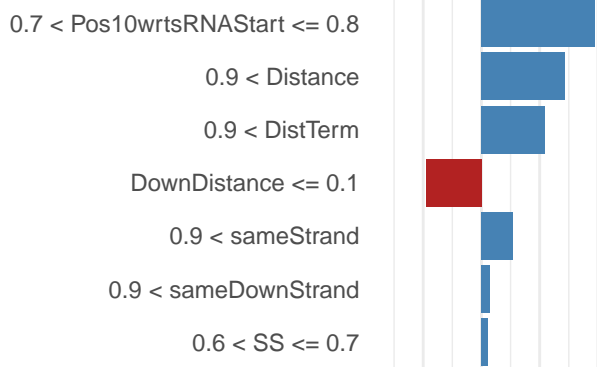 0.7 < Pos10wrtsRNAStart <= 0.8
0.9 < Distance
0.9 < DistTerm
DownDistance <= 0.1
0.9 < sameStrand
0.9 < sameDownStrand
0.6 < SS <= 0.7